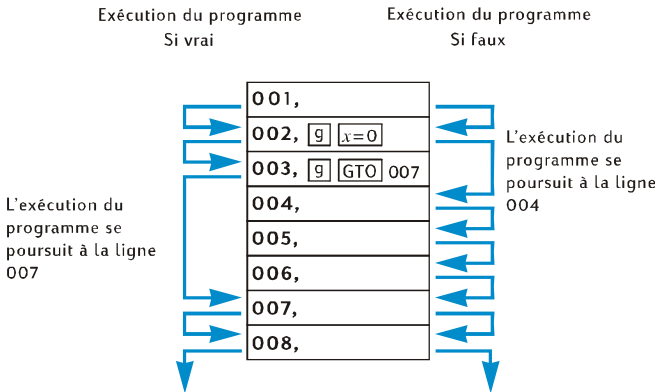 Exécution du programme
Si vrai
Exécution du programme
Si faux
001,
002, g x=0
003, g GTO 007
004,
005,
006,
007,
008,
L'exécution du
programme se
poursuit à la ligne
007
L'exécution du
programme se
poursuit à la ligne
004